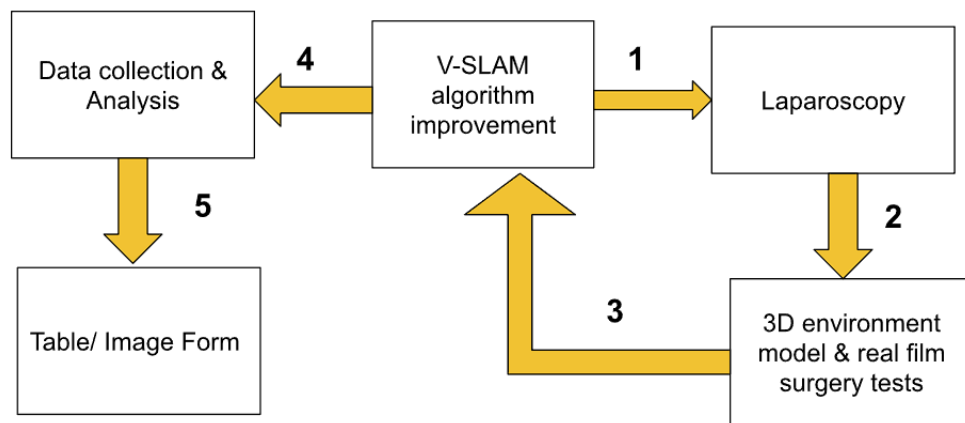 Data collection &
Analysis
4
V-SLAM
algorithm
improvement
1
Laparoscopy
5
2
Table/ Image Form
3
3D environment
model & real film
surgery tests